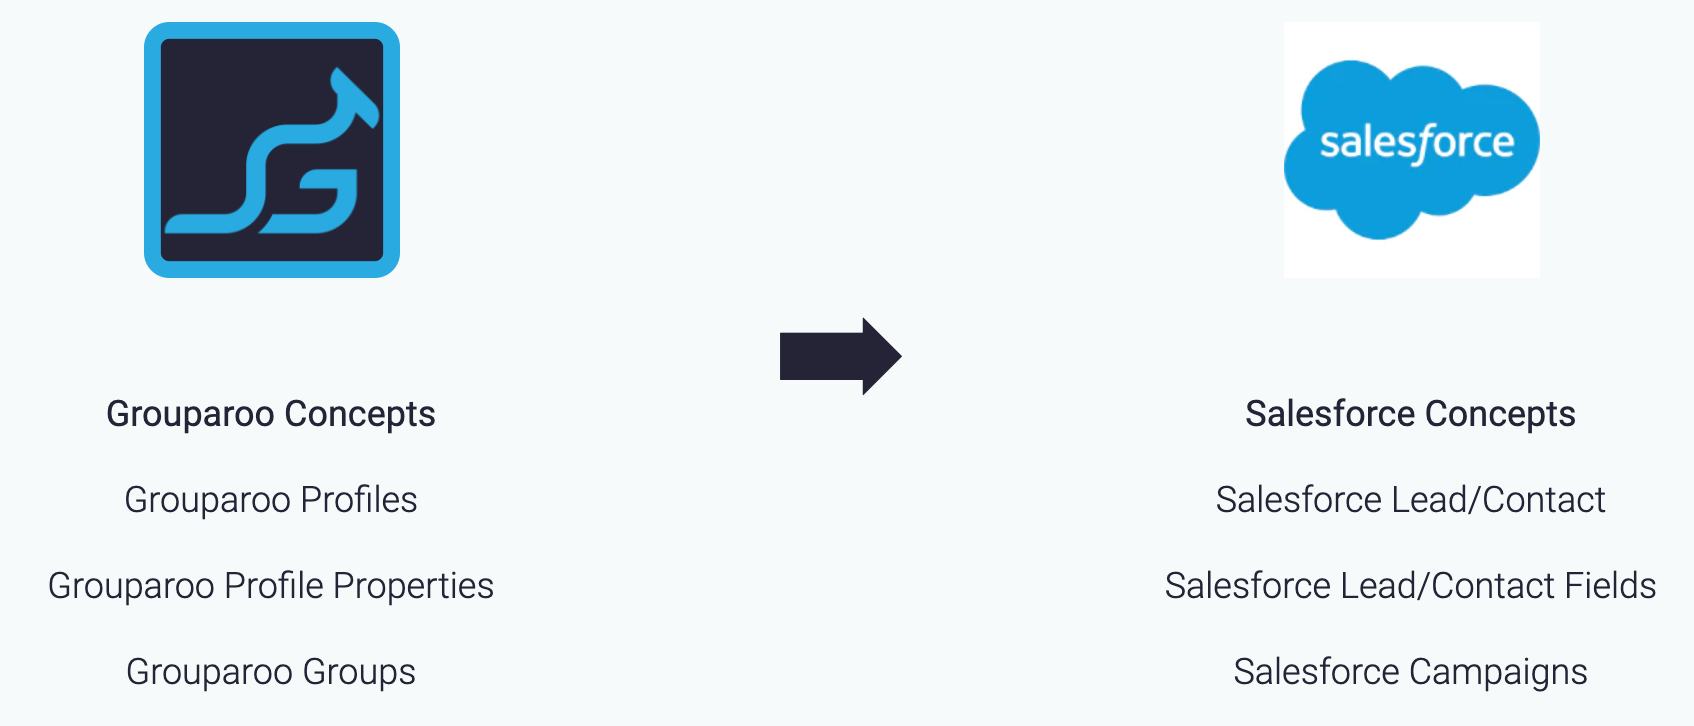 salesforce
Grouparoo Concepts
Grouparoo Profiles
Grouparoo Profile Properties
Grouparoo Groups
Salesforce Concepts
Salesforce Lead/Contact
Salesforce Lead/Contact Fields
Salesforce Campaigns